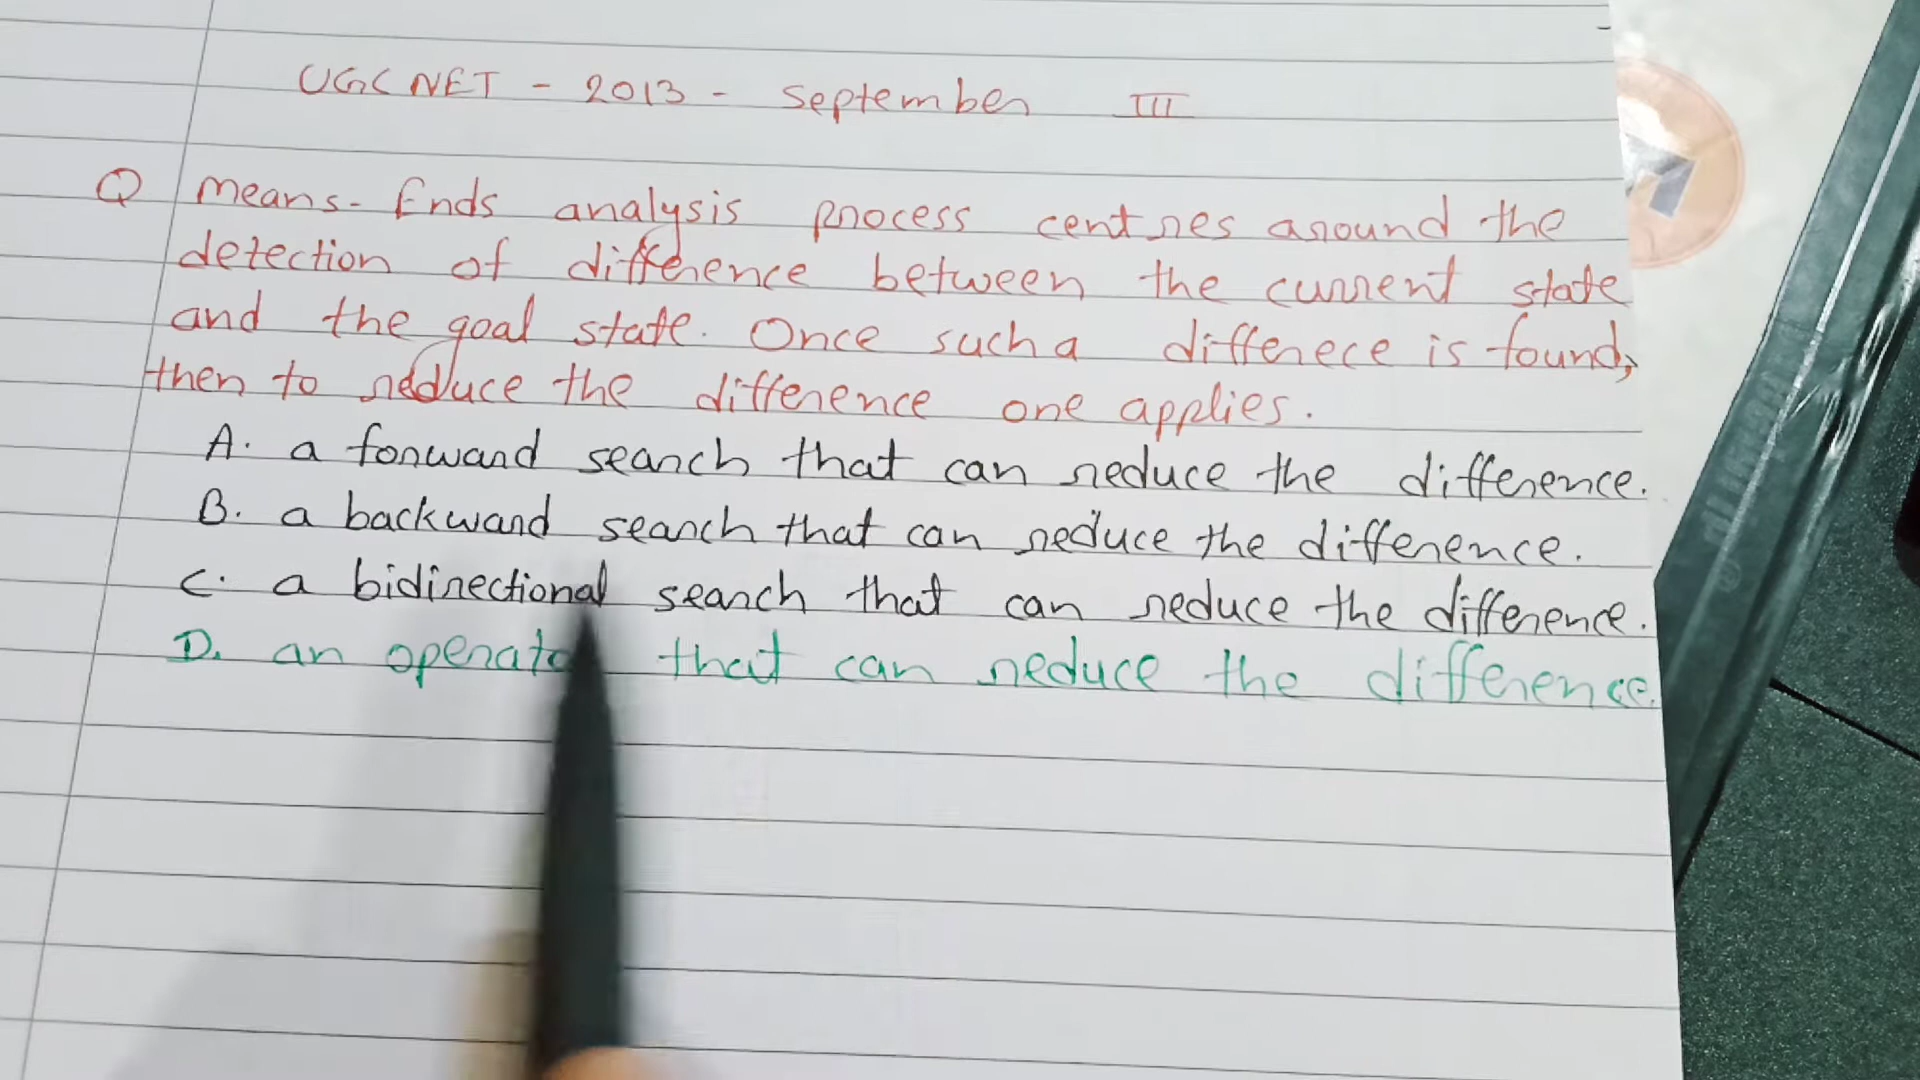 UGC NET - 2013 - September III
Q means-Ends analysis process centres around the
detection of difference between the current state
and the goal state. Once such a differece is found,
then to reduce the difference one applies.
A. a forward search that can reduce the difference.
B. a backward search that can reduce the difference.
C. a bidirectional search that can reduce the difference.
D. an operator that can reduce the difference.